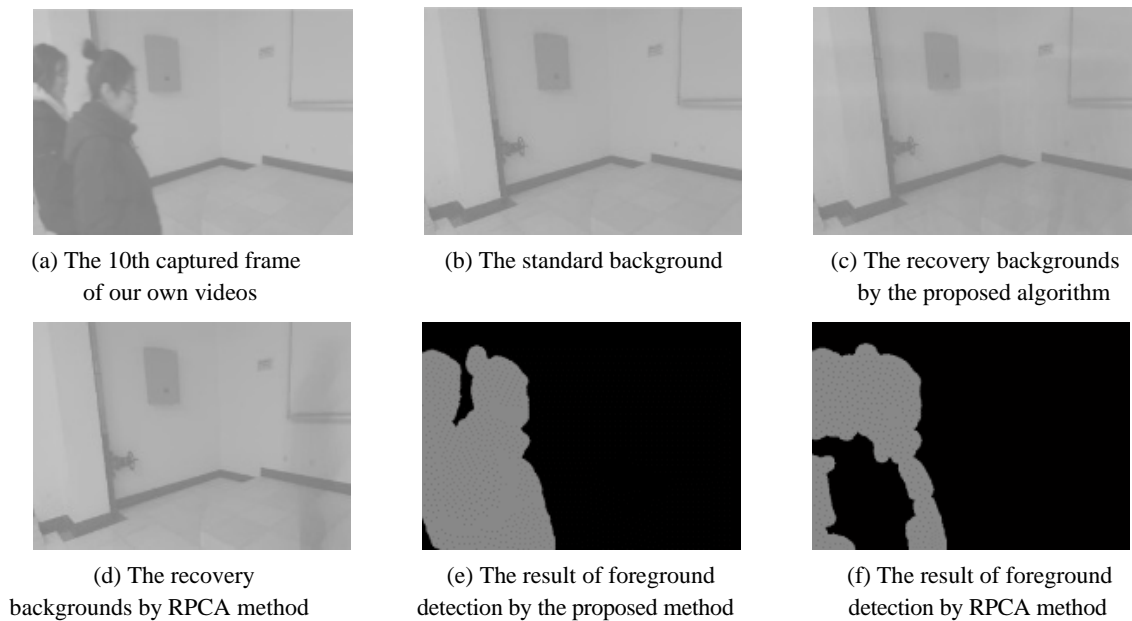 (a) The 10th captured frame
of our own videos
(b) The standard background
(c) The recovery backgrounds
by the proposed algorithm
(d) The recovery
backgrounds by RPCA method
(e) The result of foreground
detection by the proposed method
(f) The result of foreground
detection by RPCA method